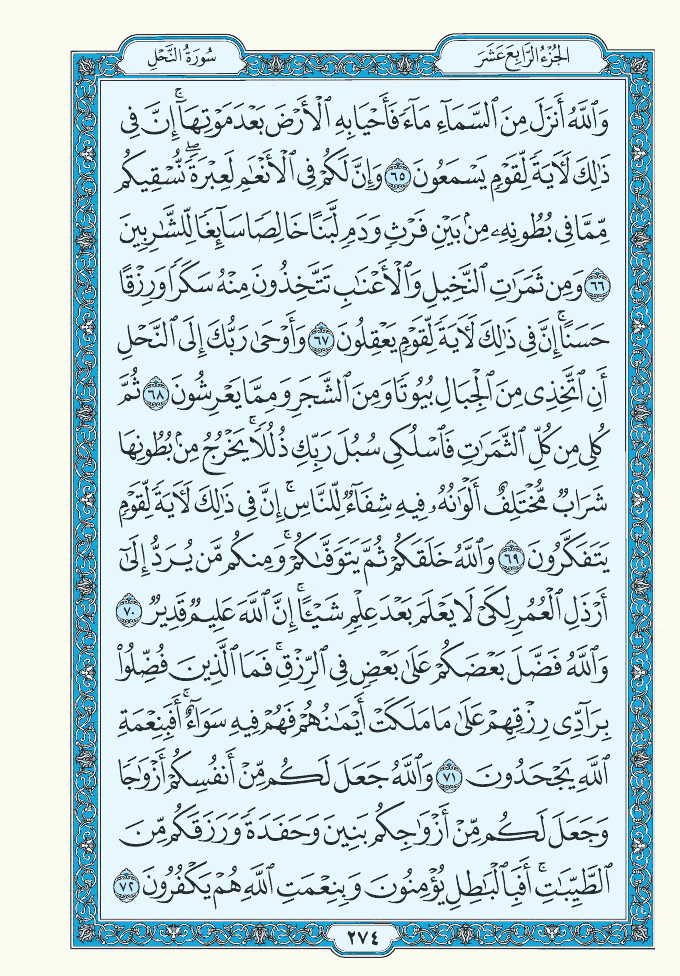 الجُزْءُ الرَّابِعَ عَشَرَ
سُورَةُ النَّحْلِ
وَٱللَّهُ أَنزَلَ مِنَ ٱلسَّمَآءِ مَآءً فَأَحْيَا بِهِ ٱلْأَرْضَ بَعْدَ مَوْتِهَآۚ إِنَّ فِى
ذَٰلِكَ لَـَٔايَةً لِّقَوْمٍ يَسْمَعُونَ ٦٥ وَإِنَّ لَكُمْ فِى ٱلْأَنْعَٰمِ لَعِبْرَةًۖ نُّسْقِيكُم
مِّمَّا فِى بُطُونِهِۦ مِنۢ بَيْنِ فَرْثٍ وَدَمٍ لَّبَنًا خَالِصًا سَآئِغًا لِّلشَّٰرِبِينَ
٦٦ وَمِن ثَمَرَٰتِ ٱلنَّخِيلِ وَٱلْأَعْنَٰبِ تَتَّخِذُونَ مِنْهُ سَكَرًا وَرِزْقًا
حَسَنًاۗ إِنَّ فِى ذَٰلِكَ لَـَٔايَةً لِّقَوْمٍ يَعْقِلُونَ ٦٧ وَأَوْحَىٰ رَبُّكَ إِلَى ٱلنَّحْلِ
أَنِ ٱتَّخِذِى مِنَ ٱلْجِبَالِ بُيُوتًا وَمِنَ ٱلشَّجَرِ وَمِمَّا يَعْرِشُونَ ٦٨ ثُمَّ
كُلِى مِن كُلِّ ٱلثَّمَرَٰتِ فَٱسْلُكِى سُبُلَ رَبِّكِ ذُلُلًاۚ يَخْرُجُ مِنۢ بُطُونِهَا
شَرَابٌ مُّخْتَلِفٌ أَلْوَٰنُهُۥ فِيهِ شِفَآءٌ لِّلنَّاسِۗ إِنَّ فِى ذَٰلِكَ لَـَٔايَةً لِّقَوْمٍ
يَتَفَكَّرُونَ ٦٩ وَٱللَّهُ خَلَقَكُمْ ثُمَّ يَتَوَفَّىٰكُمْۚ وَمِنكُم مَّن يُرَدُّ إِلَىٰٓ
أَرْذَلِ ٱلْعُمُرِ لِكَىْ لَا يَعْلَمَ بَعْدَ عِلْمٍ شَيْـًٔاۚ إِنَّ ٱللَّهَ عَلِيمٌ قَدِيرٌ ٧٠
وَٱللَّهُ فَضَّلَ بَعْضَكُمْ عَلَىٰ بَعْضٍ فِى ٱلرِّزْقِۚ فَمَا ٱلَّذِينَ فُضِّلُوا۟
بِرَآدِّى رِزْقِهِمْ عَلَىٰ مَا مَلَكَتْ أَيْمَٰنُهُمْ فَهُمْ فِيهِ سَوَآءٌۚ أَفَبِنِعْمَةِ
ٱللَّهِ يَجْحَدُونَ ٧١ وَٱللَّهُ جَعَلَ لَكُم مِّنْ أَنفُسِكُمْ أَزْوَٰجًا
وَجَعَلَ لَكُم مِّنْ أَزْوَٰجِكُم بَنِينَ وَحَفَدَةً وَرَزَقَكُم مِّنَ
ٱلطَّيِّبَٰتِۚ أَفَبِٱلْبَٰطِلِ يُؤْمِنُونَ وَبِنِعْمَتِ ٱللَّهِ هُمْ يَكْفُرُونَ ٧٢
٢٧٤